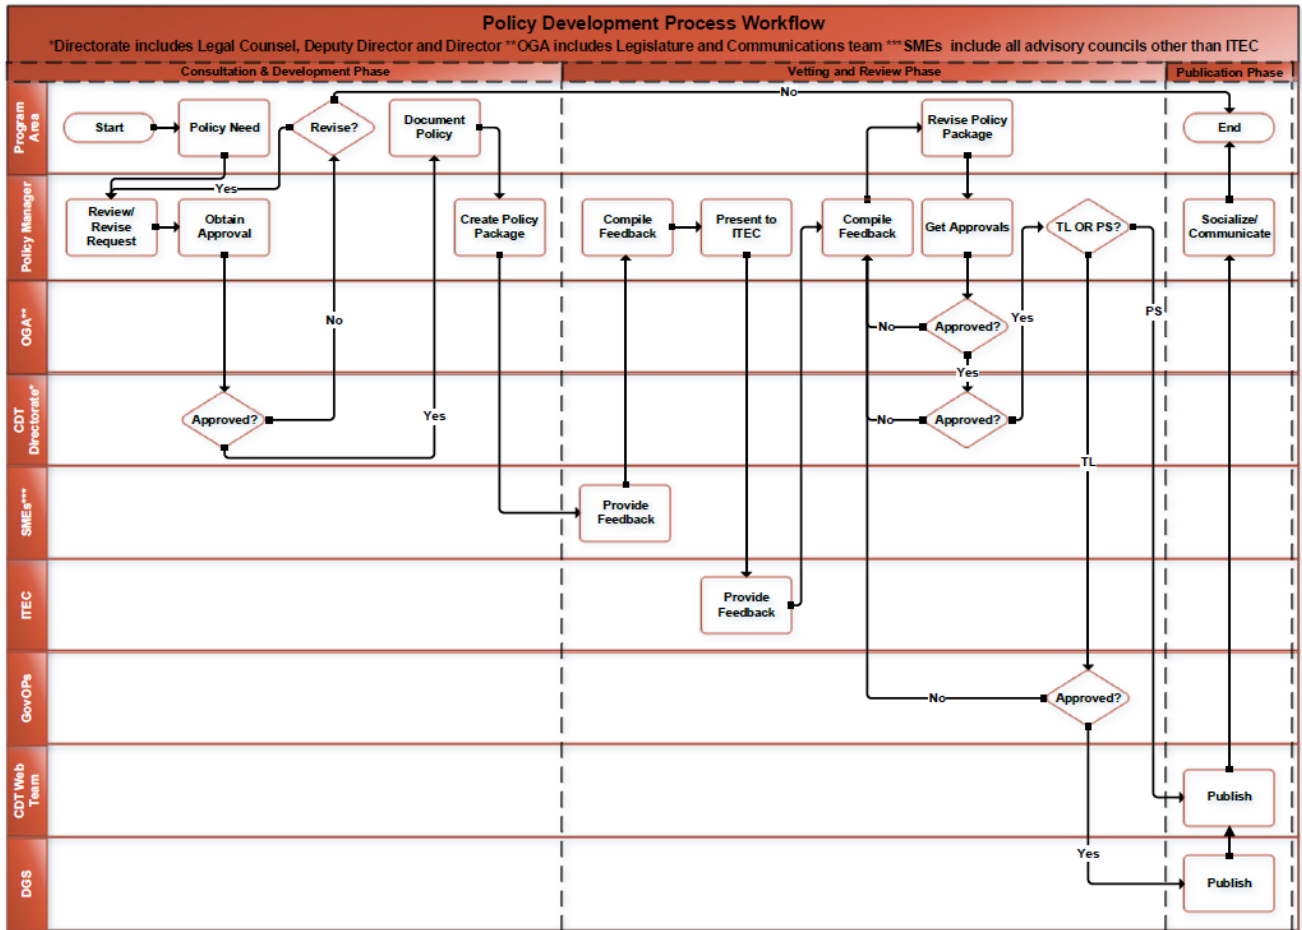 Policy Development Process Workflow
*Directorate includes Legal Counsel, Deputy Director and Director **OGA includes Legislature and Communications team ***SMEs include all advisory councils other than ITEC
Consultation & Development Phase
Vetting and Review Phase
Publication Phase
Program
Area
Start
Policy Need
Revise?
Document
Policy
No
Revise Policy
Package
End
Policy Manager
Yes
Review/
Revise
Request
Obtain
Approval
Create Policy
Package
Compile
Feedback
Present to
ITEC
Compile
Feedback
Get Approvals
TL OR PS?
Socialize/
Communicate
OGA**
No
No
Approved?
Yes
PS
Yes
CDT
Directorate*
Approved?
Yes
No
Approved?
TL
SMEs***
Provide
Feedback
ITEC
Provide
Feedback
GovOPs
No
Approved?
CDT Web
Team
Publish
DGS
Yes
Publish